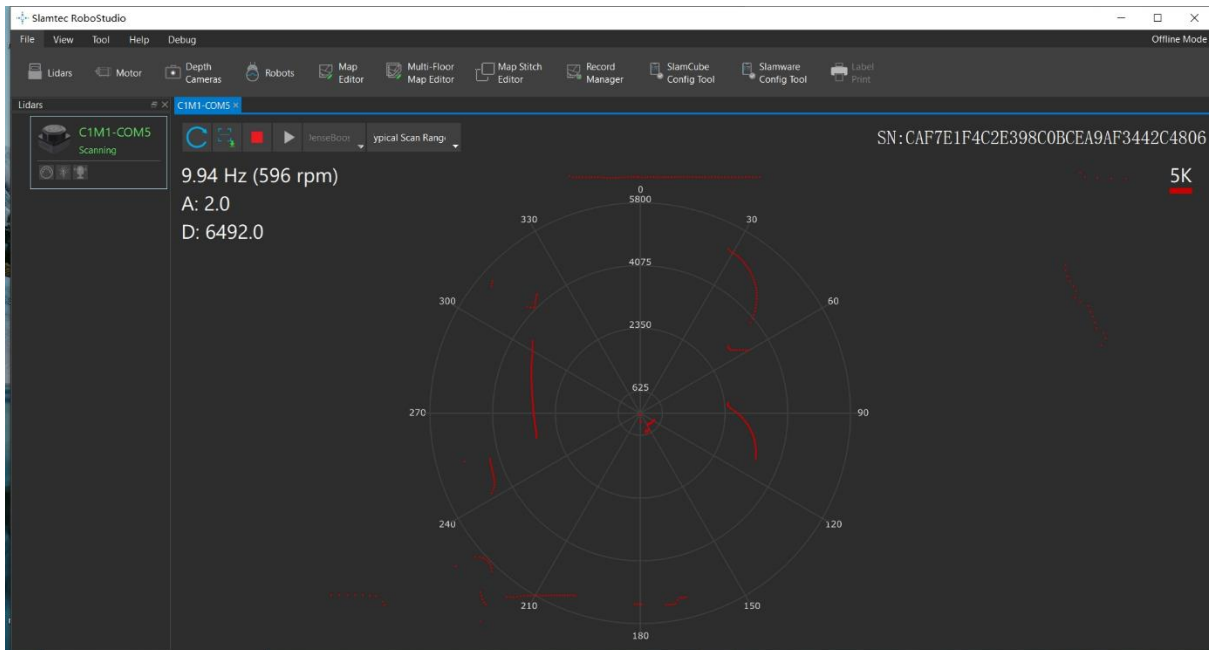 Slamtec RoboStudio
File View Tool Help Debug Offline Mode
Lidars Motor Depth Cameras Robots Map Editor Multi-Floor Map Editor Map Stitch Editor Record Manager SlamCube Config Tool Slamware Config Tool Label Print
Lidars C1M1-COM5
C1M1-COM5
Scanning
ypical Scan Rang
SN:CAF7E1F4C2E398C0BCEA9AF3442C4806
9.94 Hz (596 rpm)
5K
A: 2.0
D: 6492.0
0
5800
330 30
4075
300 60
2350
625
270 90
240 120
210 150
180